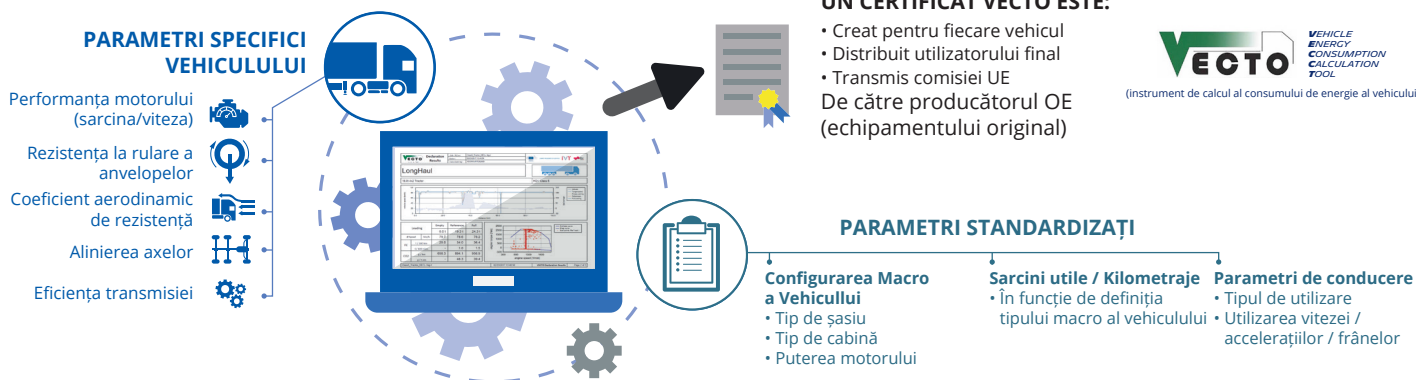 UN CERTIFICAT VECTO ESTE:
• Creat pentru fiecare vehicul
• Distribuit utilizatorului final
• Transmis comisiei UE
De către producătorul OE
(echipamentului original)
VECTO
VEHICLE
ENERGY
CONSUMPTION
CALCULATION
TOOL
(instrument de calcul al consumului de energie al vehicului
PARAMETRI SPECIFICI
VEHICULULUI
Performanța motorului
(sarcina/viteza)
Rezistența la rulare a
anvelopelor
Coeficient aerodinamic
de rezistență
Alinierea axelor
Eficiența transmisiei
VECTO
LongHaul
PARAMETRI STANDARDIZAȚI
Configurarea Macro
a Vehicullui
• Tip de șasiu
• Tip de cabină
• Puterea motorului
Sarcini utile / Kilometraje
• În funcție de definiția
tipului macro al vehiculului
Parametri de conducere
• Tipul de utilizare
• Utilizarea vitezei /
accelerațiilor / frânelor